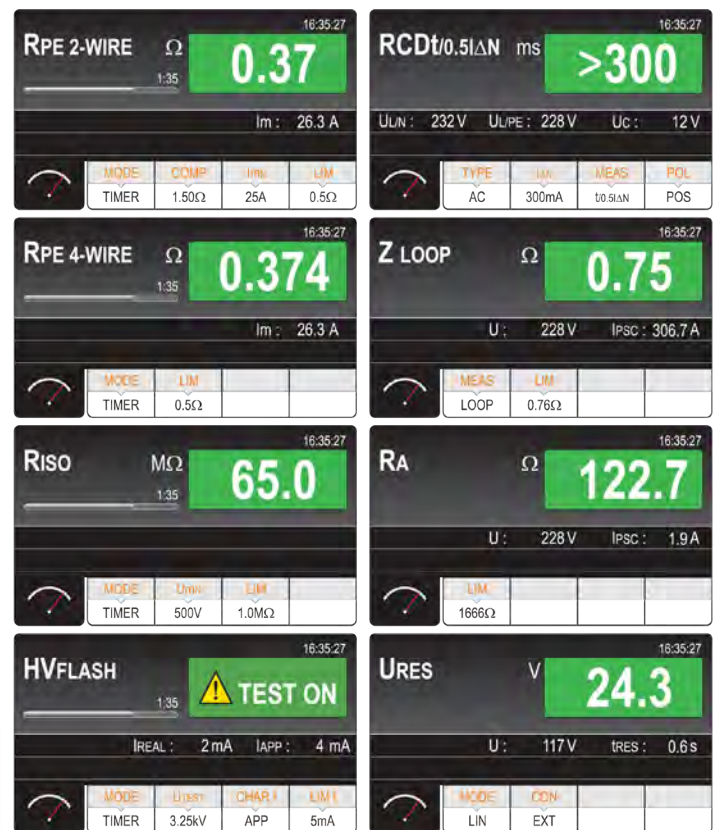 16:35:27
RPE 2-WIRE Ω 0.37
1:35
Im : 26.3 A
MODE COMP LIM
TIMER 1.50Ω 25A 0.5Ω
16:35:27
RCDt/0.5I∆N ms >300
UL/N : 232 V UL/PE : 228 V UC : 12 V
TYPE I∆N MEAS POL
AC 300mA t/0.5I∆N POS
16:35:27
RPE 4-WIRE Ω 0.374
1:35
Im : 26.3 A
MODE LIM
TIMER 0.5Ω
16:35:27
Z LOOP Ω 0.75
U : 228 V IPSC : 306.7 A
MEAS LIM
LOOP 0.76Ω
16:35:27
RISO MΩ 65.0
1:35
MODE LIM
TIMER 500V 1.0MΩ
16:35:27
RA Ω 122.7
U : 228 V IPSC : 1.9 A
LIM
1666Ω
16:35:27
HVFLASH TEST ON
1:35
IREAL : 2 mA IAPP : 4 mA
MODE UTEST CHAR I LIM I
TIMER 3.25kV APP 5mA
16:35:27
URES V 24.3
U : 117 V tRES : 0.6 s
MODE CON
LIN EXT